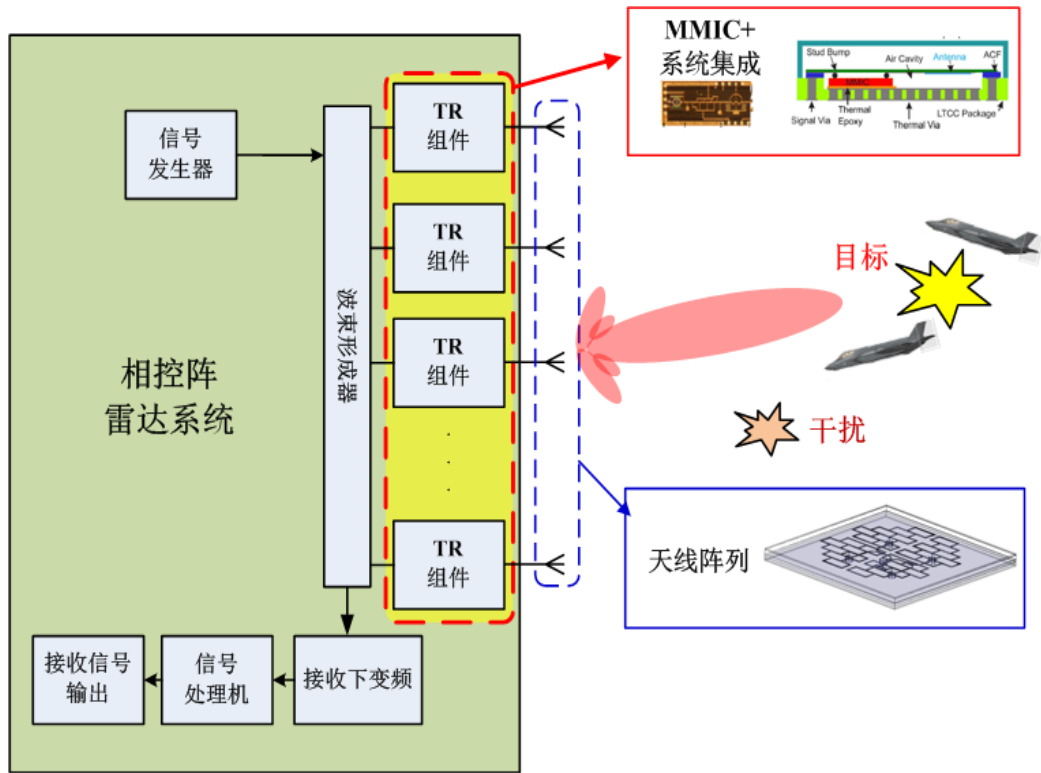 MMIC+
系统集成
Stud Bump
Air Cavity
Antenna
ACF
MMIC
Signal Via
Thermal
Epoxy
Thermal Via
LTCC Package
信号
发生器
波束形成器
TR
组件
TR
组件
TR
组件
TR
组件
相控阵
雷达系统
目标
干扰
天线阵列
接收信号
输出
信号
处理机
接收下变频